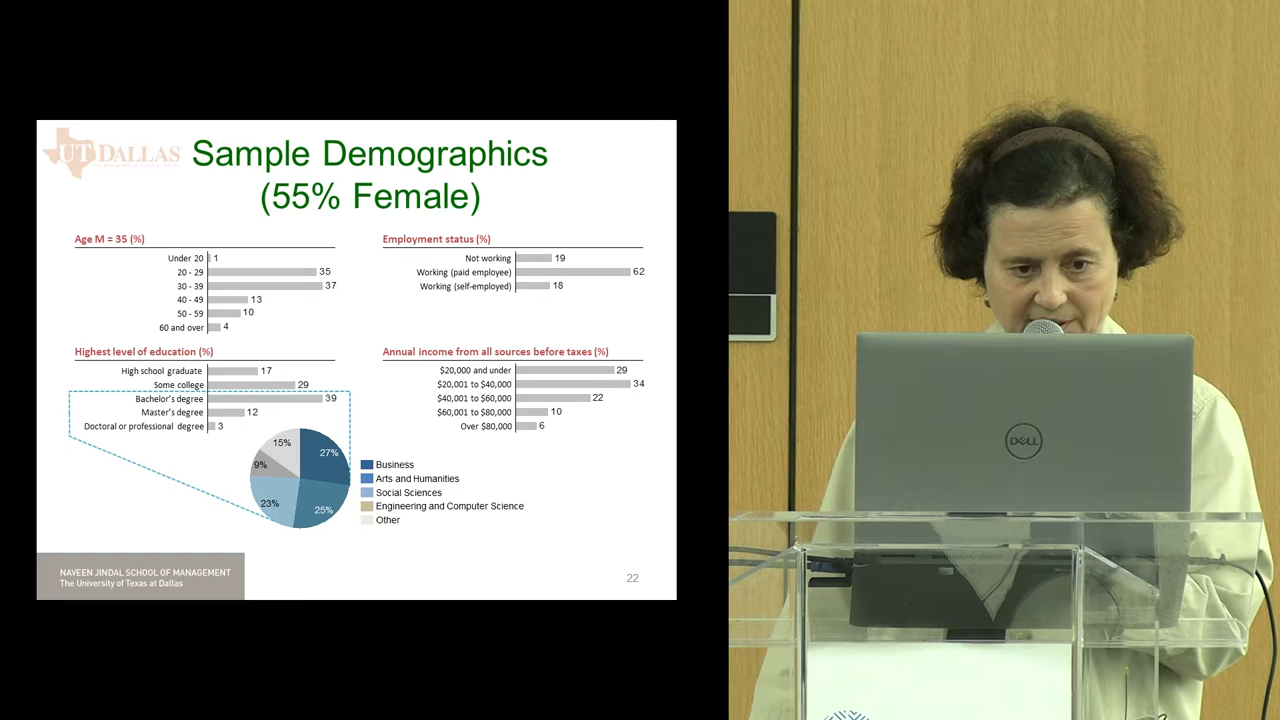 UT DALLAS
Sample Demographics
(55% Female)
Age M = 35 (%)
Under 20 1
20 - 29 35
30 - 39 37
40 - 49 13
50 - 59 10
60 and over 4
Employment status (%)
Not working 19
Working (paid employee) 62
Working (self-employed) 18
Highest level of education (%)
High school graduate 17
Some college 29
Bachelor's degree 39
Master's degree 12
Doctoral or professional degree 3
Annual income from all sources before taxes (%)
$20,000 and under 29
$20,001 to $40,000 34
$40,001 to $60,000 22
$60,001 to $80,000 10
Over $80,000 6
15%
27%
9%
23%
25%
Business
Arts and Humanities
Social Sciences
Engineering and Computer Science
Other
NAVEEN JINDAL SCHOOL OF MANAGEMENT
The University of Texas at Dallas
22
DELL